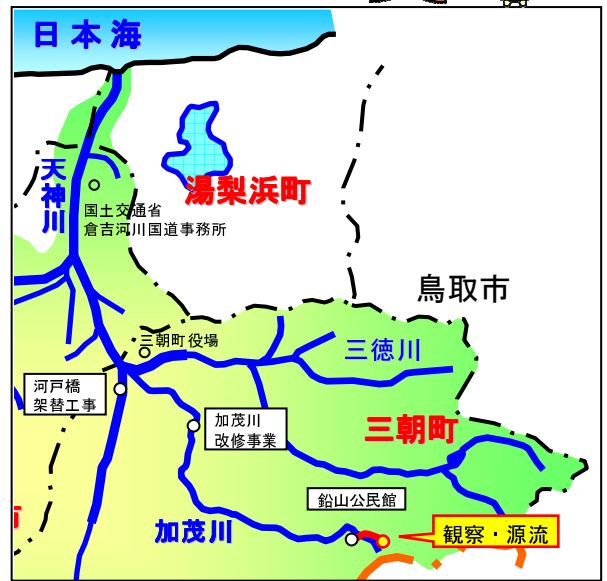 日本海
天神川
湯梨浜町
国土交通省
倉吉河川国道事務所
鳥取市
三朝町役場
三徳川
河戸橋
架替工事
加茂川
改修事業
三朝町
鉛山公民館
市
加茂川
観察・源流